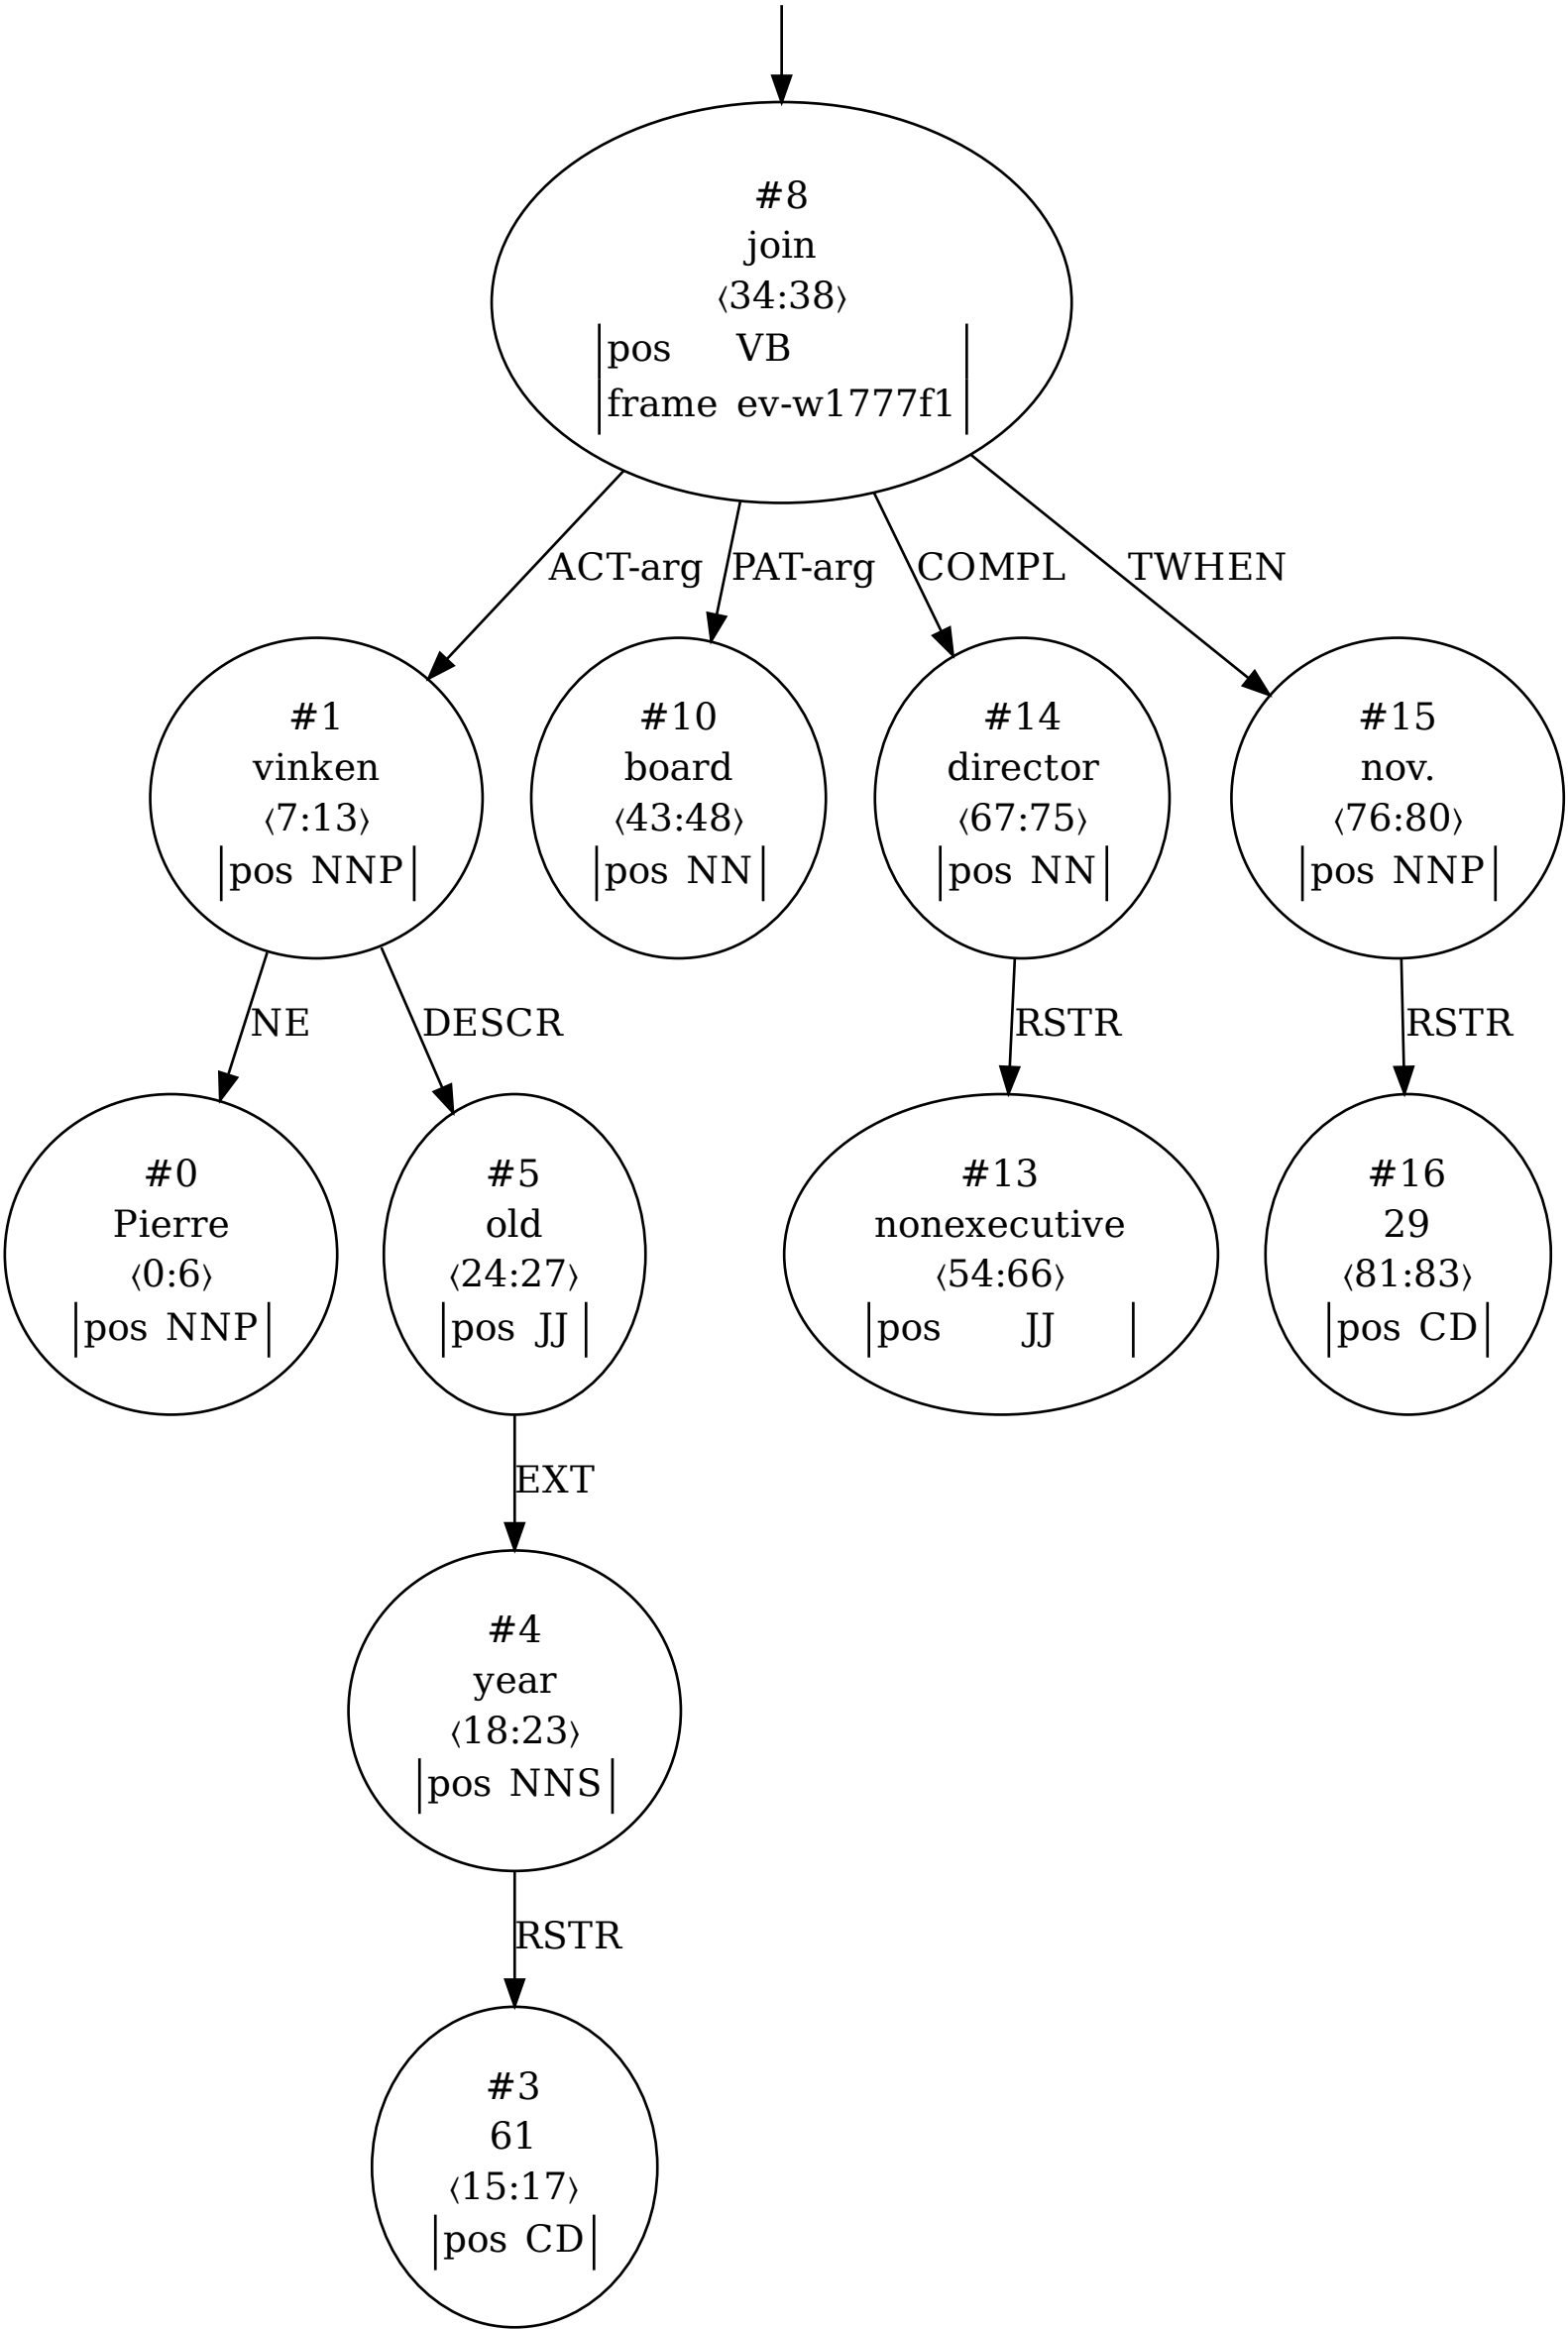 #8
join
⟨34:38⟩
pos VB
frame ev-w1777f1
ACT-arg
PAT-arg
COMPL
TWHEN
#1
vinken
⟨7:13⟩
pos NNP
#10
board
⟨43:48⟩
pos NN
#14
director
⟨67:75⟩
pos NN
#15
nov.
⟨76:80⟩
pos NNP
NE
DESCR
RSTR
RSTR
#0
Pierre
⟨0:6⟩
pos NNP
#5
old
⟨24:27⟩
pos JJ
#13
nonexecutive
⟨54:66⟩
pos JJ
#16
29
⟨81:83⟩
pos CD
EXT
#4
year
⟨18:23⟩
pos NNS
RSTR
#3
61
⟨15:17⟩
pos CD